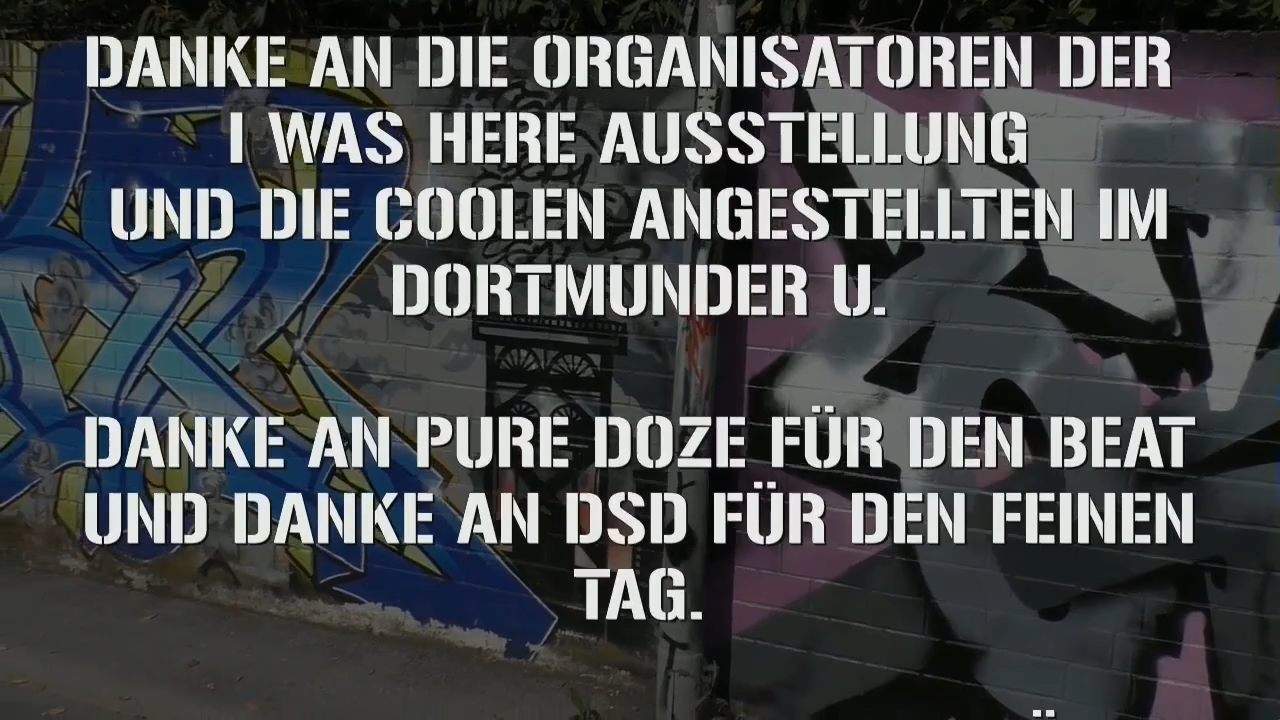 DANKE AN DIE ORGANISATOREN DER
I WAS HERE AUSSTELLUNG
UND DIE COOLEN ANGESTELLTEN IM
DORTMUNDER U.
DANKE AN PURE DOZE FÜR DEN BEAT
UND DANKE AN DSD FÜR DEN FEINEN
TAG.